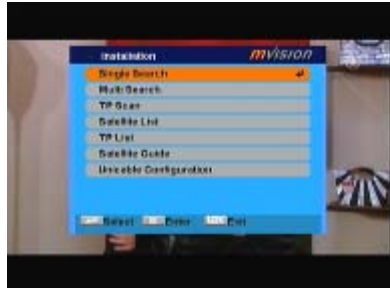 Installation mvision
Single Search
Multi Search
TP Scan
Satellite List
TP List
Satellite Guide
Unicable Configuration
Select Enter Exit